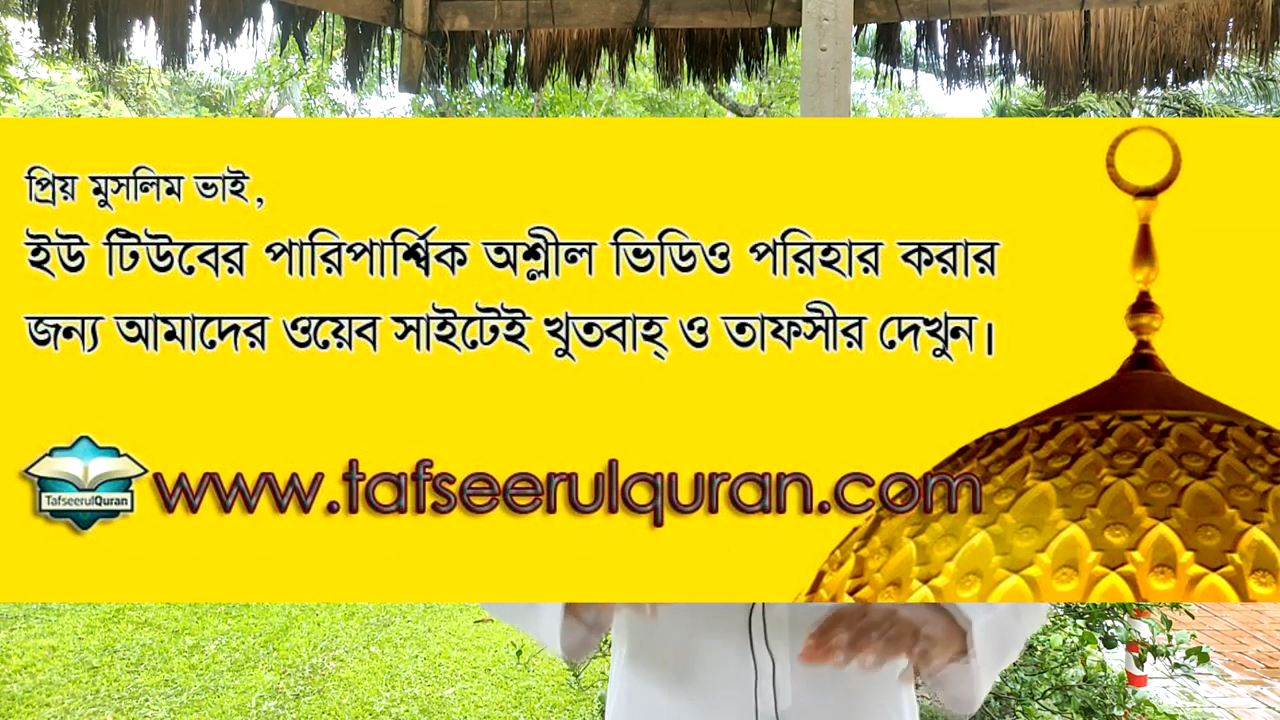 প্রিয় মুসলিম ভাই,
ইউ টিউবের পারিপার্শ্বিক অশ্লীল ভিডিও পরিহার করার
জন্য আমাদের ওয়েব সাইটেই খুতবাহ্ ও তাফসীর দেখুন।
TafseerulQuran
www.tafseerulquran.com